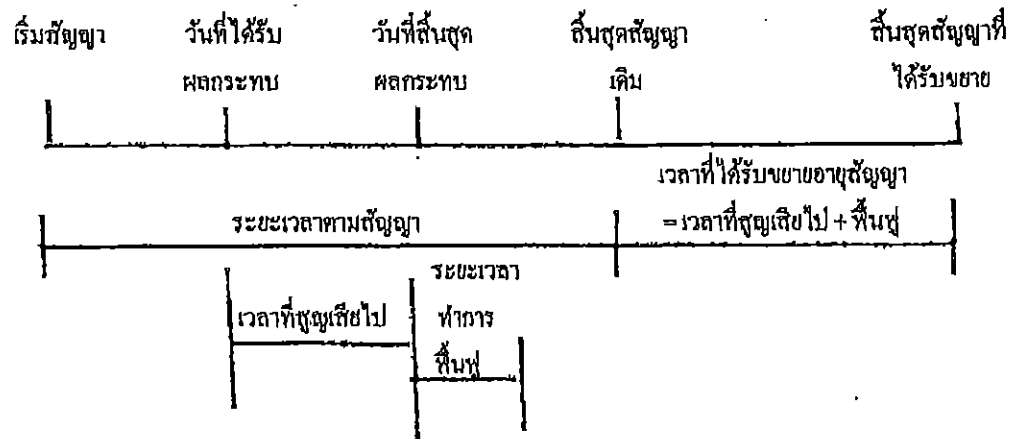 เริ่มสัญญา วันที่ได้รับ วันที่สิ้นสุด สิ้นสุดสัญญา สิ้นสุดสัญญาที่
ผลกระทบ ผลกระทบ เดิม ได้รับขยาย
เวลาที่ได้รับขยายอายุสัญญา
ระยะเวลาตามสัญญา =เวลาที่สูญเสียไป + ฟื้นฟู
ระยะเวลา
เวลาที่สูญเสียไป ทำการ
ฟื้นฟู